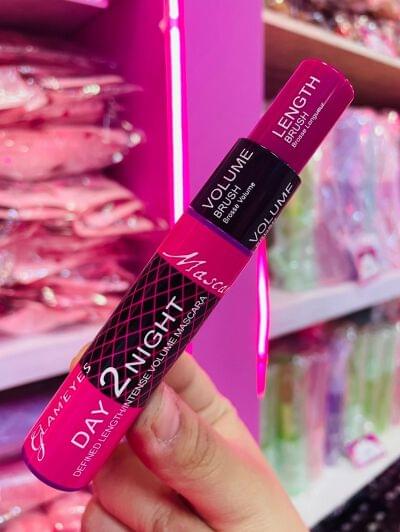 LENGTH
BRUSH
Brosse Longueur
VOLUME
BRUSH
Brosse Volume
VOLUME
Masca
GLAM'EYES
DAY 2 NIGHT
DEFINED LENGTH/INTENSE VOLUME MASCARA